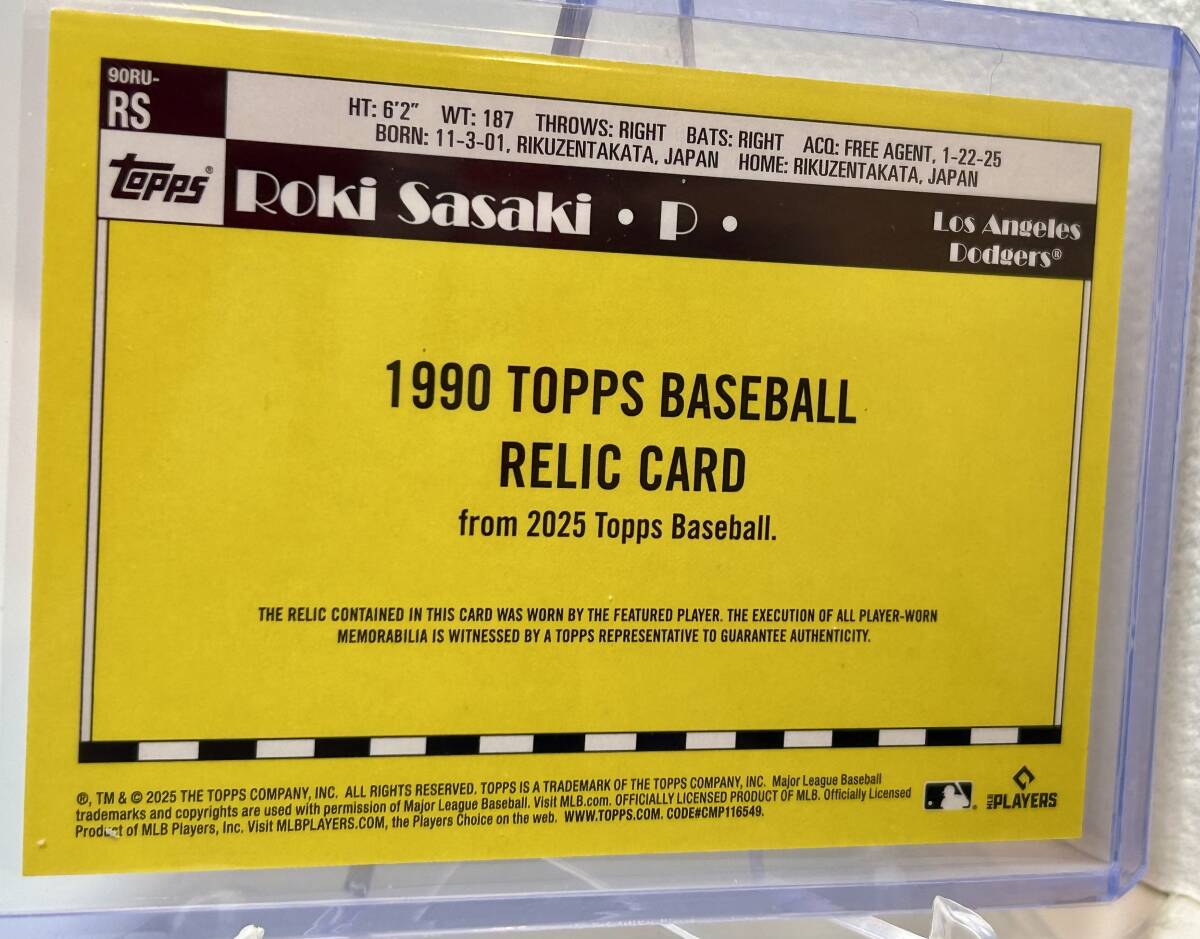 90RU-
RS
HT: 6'2" WT: 187 THROWS: RIGHT BATS: RIGHT ACQ: FREE AGENT, 1-22-25
BORN: 11-3-01, RIKUZENTAKATA, JAPAN HOME: RIKUZENTAKATA, JAPAN
Topps®
Roki Sasaki • P •
Los Angeles
Dodgers®
1990 TOPPS BASEBALL
RELIC CARD
from 2025 Topps Baseball.
THE RELIC CONTAINED IN THIS CARD WAS WORN BY THE FEATURED PLAYER. THE EXECUTION OF ALL PLAYER-WORN
MEMORABILIA IS WITNESSED BY A TOPPS REPRESENTATIVE TO GUARANTEE AUTHENTICITY.
®, TM & © 2025 THE TOPPS COMPANY, INC. ALL RIGHTS RESERVED. TOPPS IS A TRADEMARK OF THE TOPPS COMPANY, INC. Major League Baseball
trademarks and copyrights are used with permission of Major League Baseball. Visit MLB.com. OFFICIALLY LICENSED PRODUCT OF MLB. Officially Licensed
Product of MLB Players, Inc. Visit MLBPLAYERS.COM, the Players Choice on the web. WWW.TOPPS.COM. CODE#CMP116549.
MLB PLAYERS